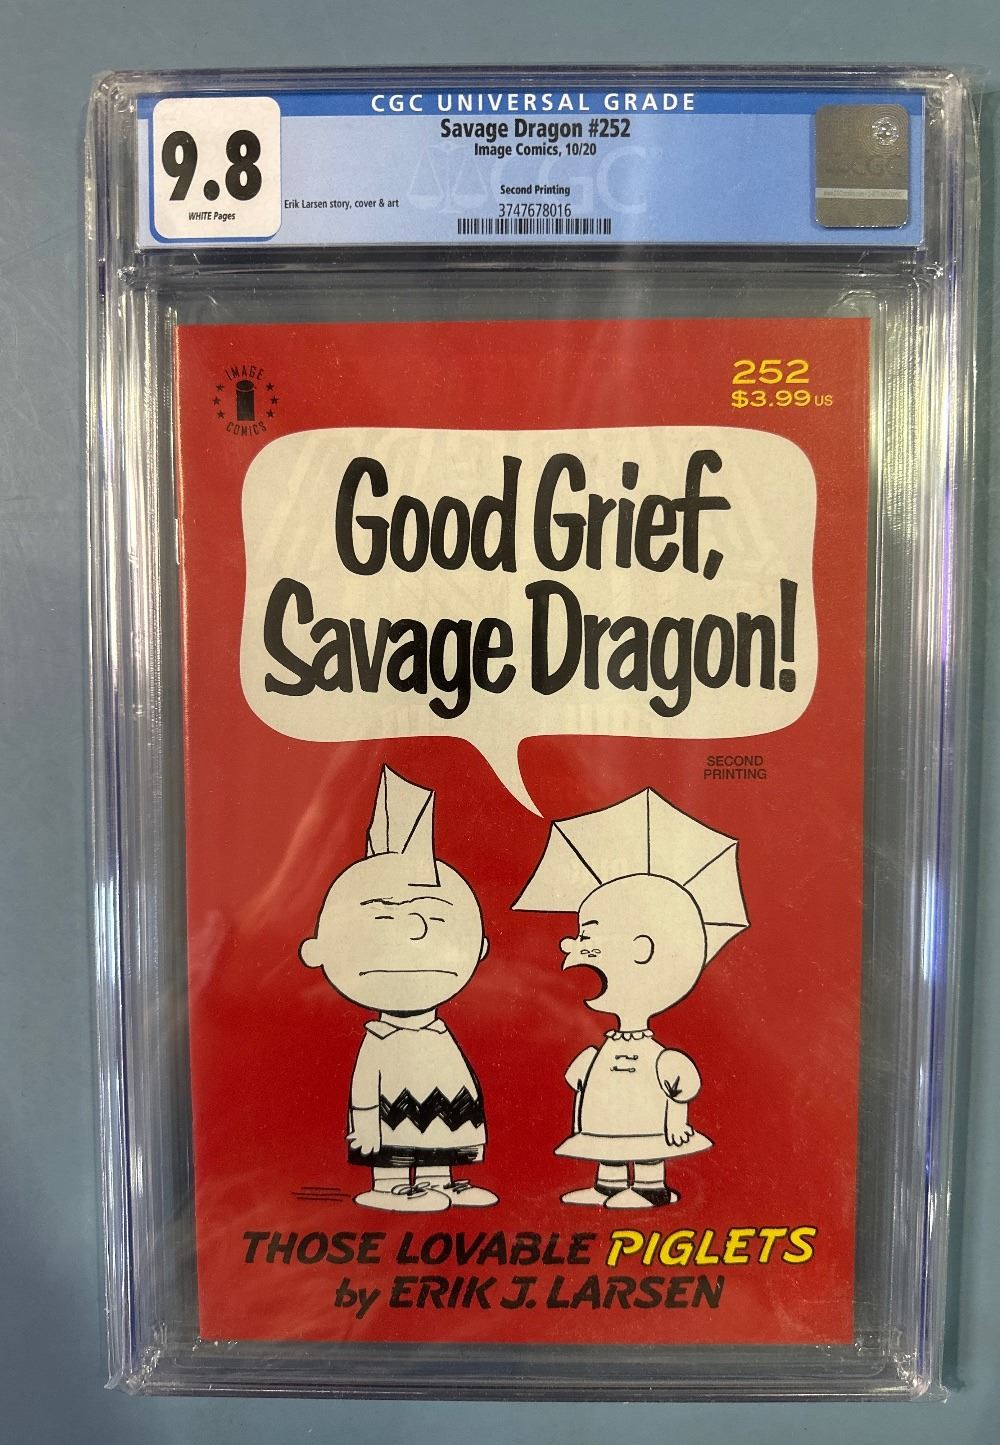 CGC UNIVERSAL GRADE
9.8
WHITE Pages
Savage Dragon #252
Image Comics, 10/20
Second Printing
Erik Larsen story, cover & art
3747678016
CGC
IMAGE
COMICS
252
$3.99 US
Good Grief,
Savage Dragon!
SECOND
PRINTING
THOSE LOVABLE PIGLETS
by ERIK J. LARSEN